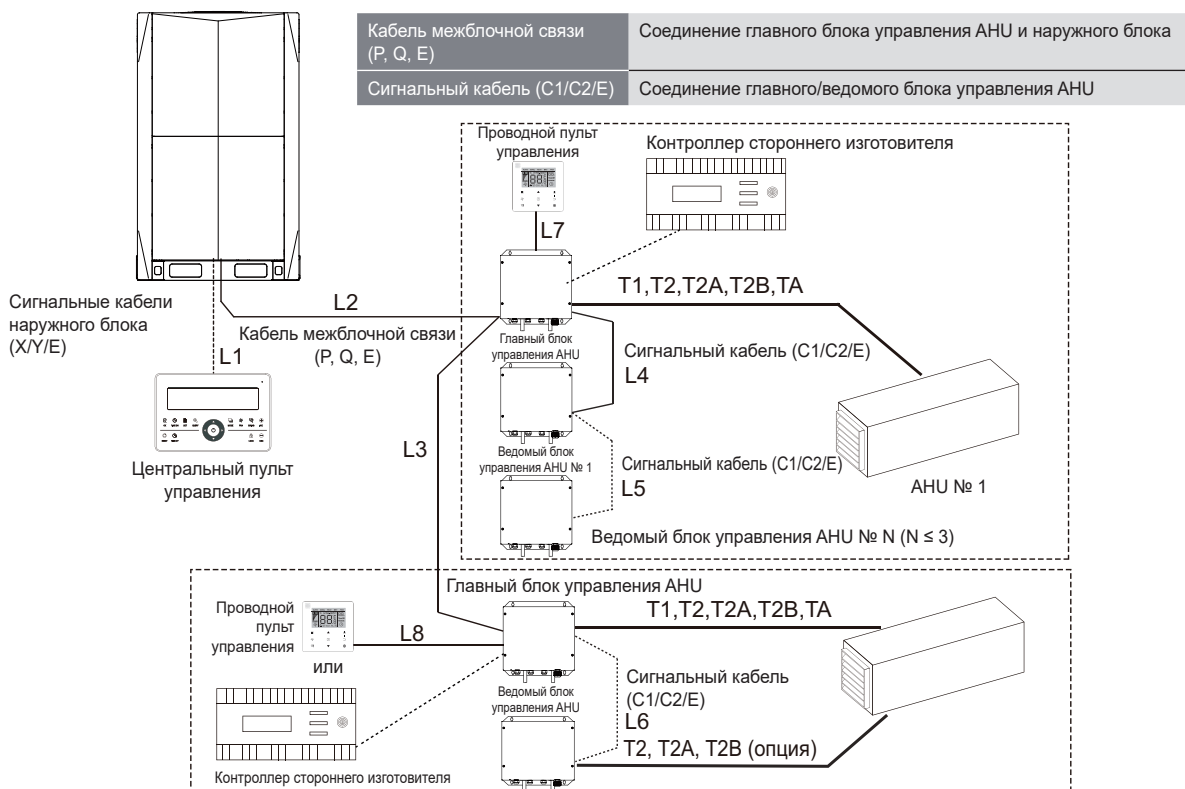 Кабель межблочной связи
(P, Q, E)
Соединение главного блока управления AHU и наружного блока
Сигнальный кабель (C1/C2/E)
Соединение главного/ведомого блока управления AHU
Проводной пульт
управления
Контроллер стороннего изготовителя
L7
T1,T2,T2A,T2B,TA
Сигнальные кабели
наружного блока
(X/Y/E)
L2
Кабель межблочной связи
(P, Q, E)
L1
Главный блок
управления AHU
Сигнальный кабель (C1/C2/E)
L4
L3
Центральный пульт
управления
Ведомый блок
управления AHU № 1
Сигнальный кабель (C1/C2/E)
L5
AHU № 1
Ведомый блок управления AHU № N (N ≤ 3)
Главный блок управления AHU
Проводной
пульт
управления
L8
T1,T2,T2A,T2B,TA
или
Ведомый блок
управления AHU
Сигнальный кабель
(C1/C2/E)
L6
T2, T2A, T2B (опция)
Контроллер стороннего изготовителя